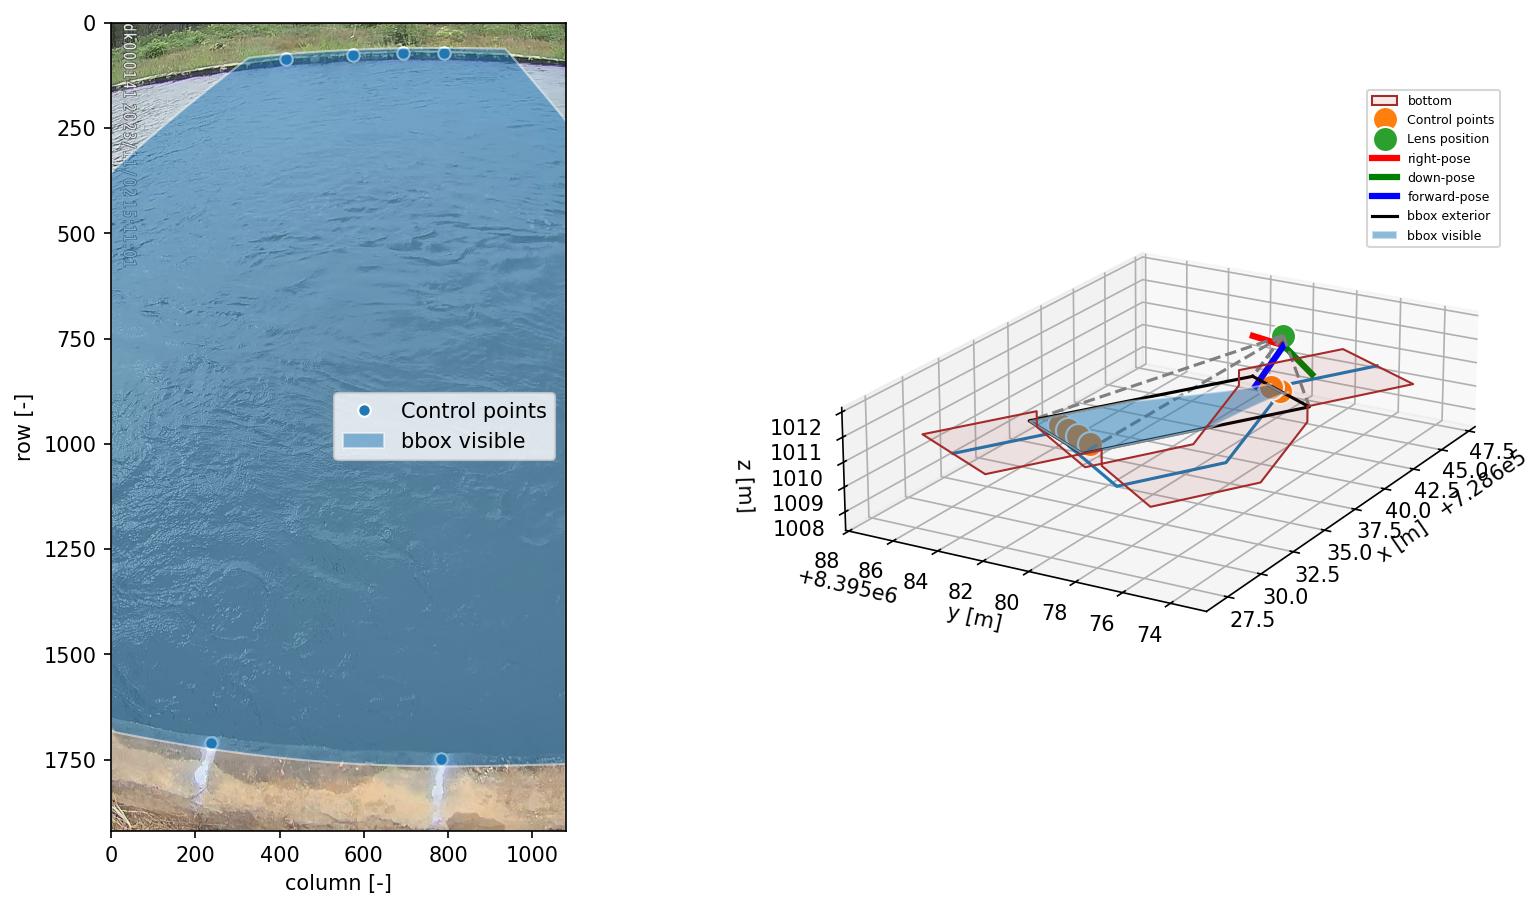 0
250
500
750
1000
1250
1500
1750
row [-]
0
200
400
600
800
1000
column [-]
Control points
bbox visible
bottom
Control points
Lens position
right-pose
down-pose
forward-pose
bbox exterior
bbox visible
1012
1011
1010
1009
1008
z [m]
88
86
84
82
80
78
76
74
+8.395e6
y [m]
47.5
45.0
42.5
40.0
37.5
35.0
32.5
30.0
27.5
+7.286e5
x [m]